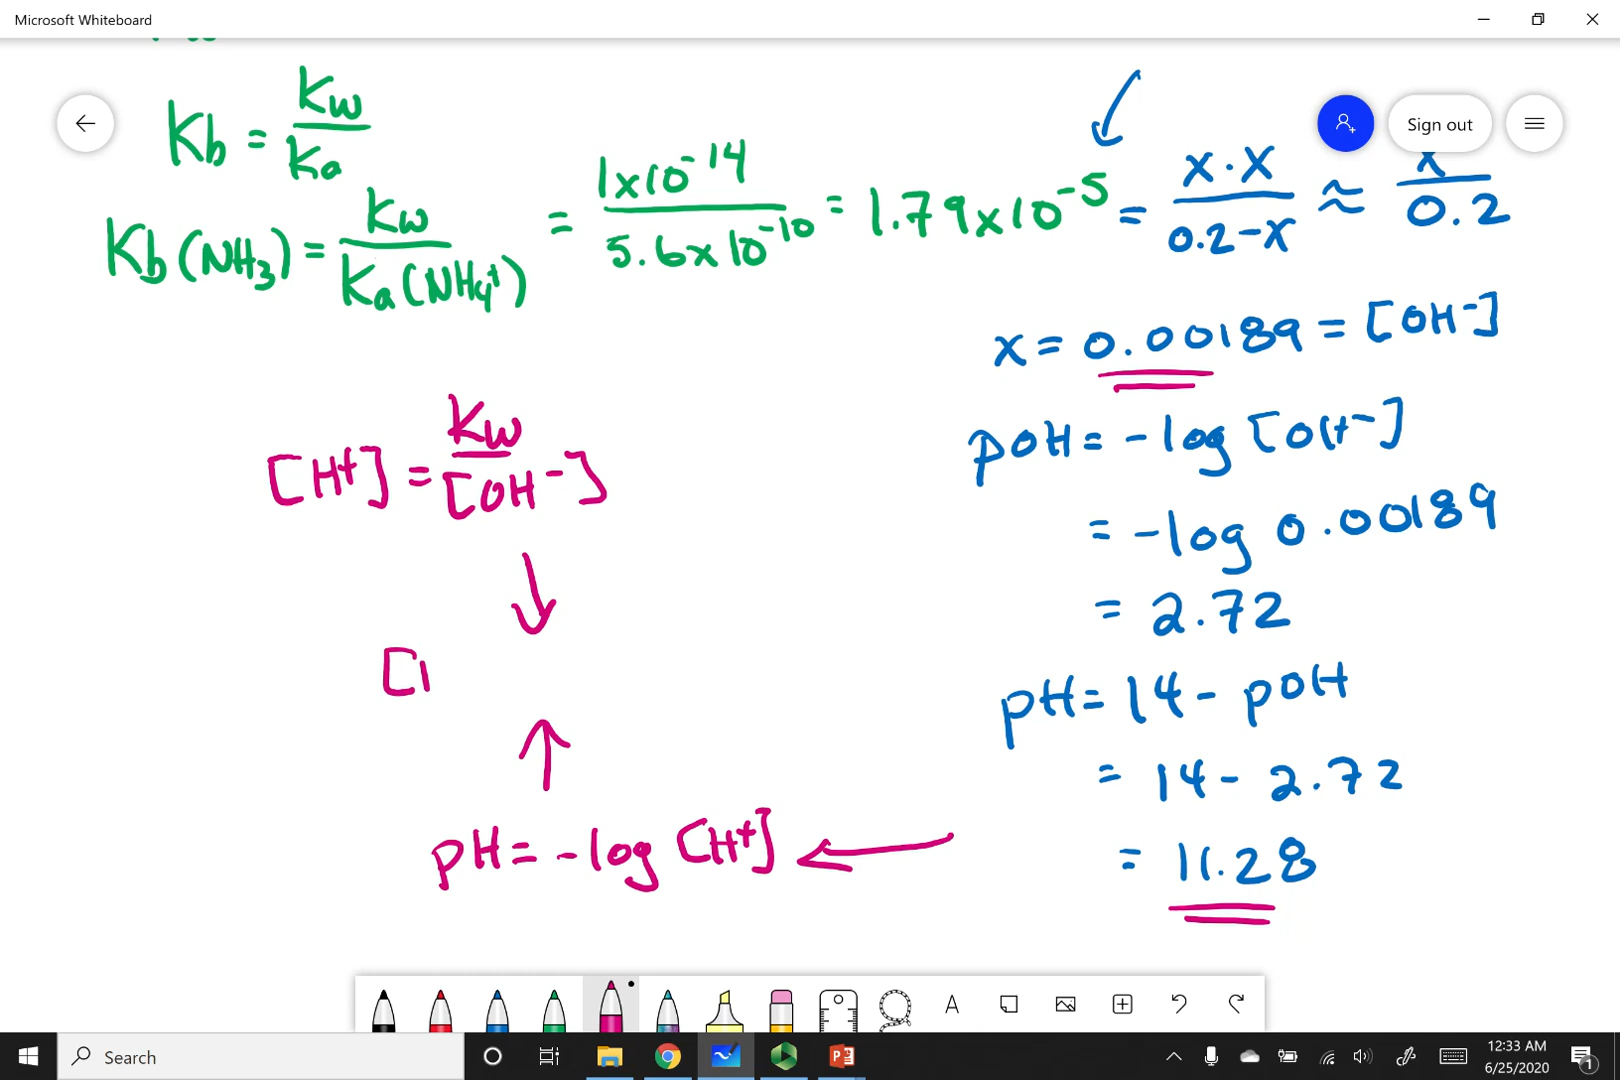 Microsoft Whiteboard
Sign out
Kb = Kw / Ka
Kb (NH3) = Kw / Ka (NH4+) = 1x10^-14 / 5.6x10^-10 = 1.79x10^-5 = x·x / 0.2-x ≈ x / 0.2
x = 0.00189 = [OH-]
[H+] = Kw / [OH-]
pOH = -log [OH-]
= -log 0.00189
= 2.72
[I
pH = 14 - pOH
= 14 - 2.72
pH = -log [H+]
= 11.28
A
Search
12:33 AM
6/25/2020
1